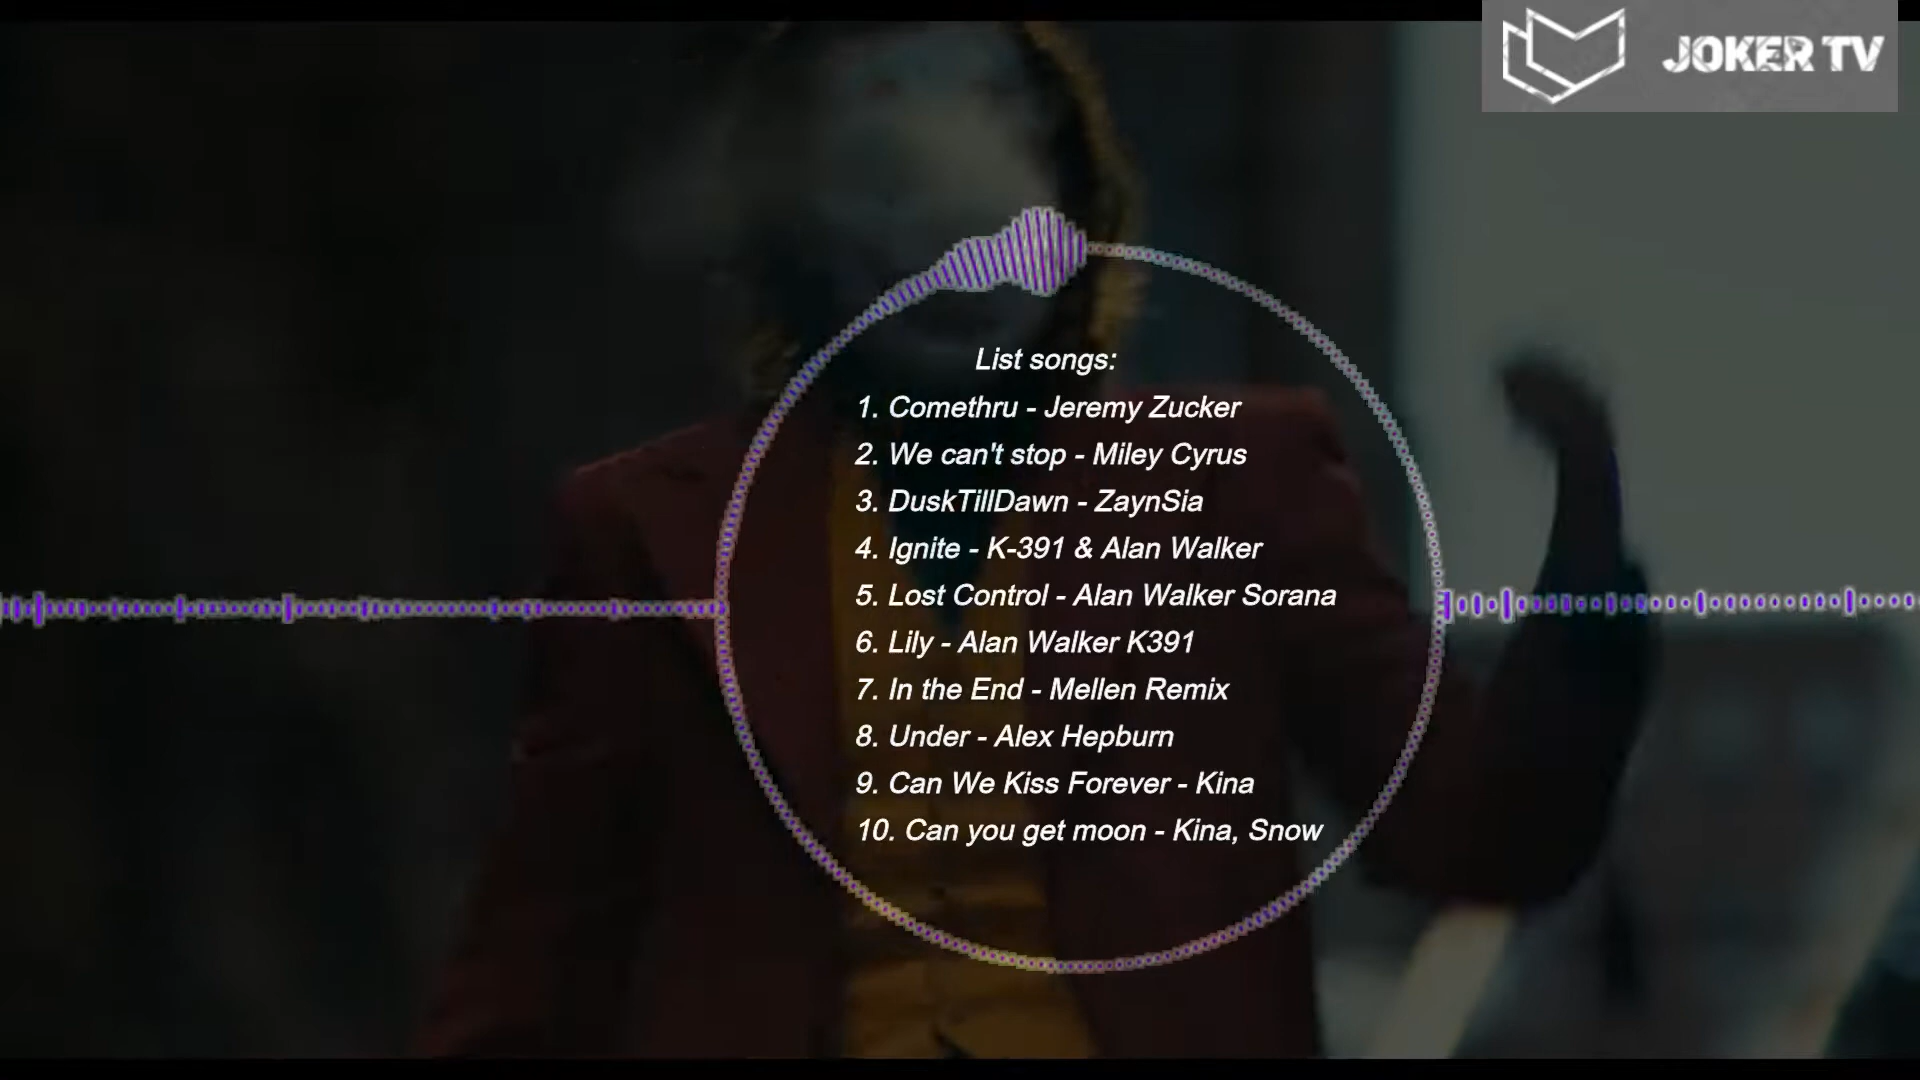 JOKER TV
List songs:
1. Comethru - Jeremy Zucker
2. We can't stop - Miley Cyrus
3. DuskTillDawn - ZaynSia
4. Ignite - K-391 & Alan Walker
5. Lost Control - Alan Walker Sorana
6. Lily - Alan Walker K391
7. In the End - Mellen Remix
8. Under - Alex Hepburn
9. Can We Kiss Forever - Kina
10. Can you get moon - Kina, Snow